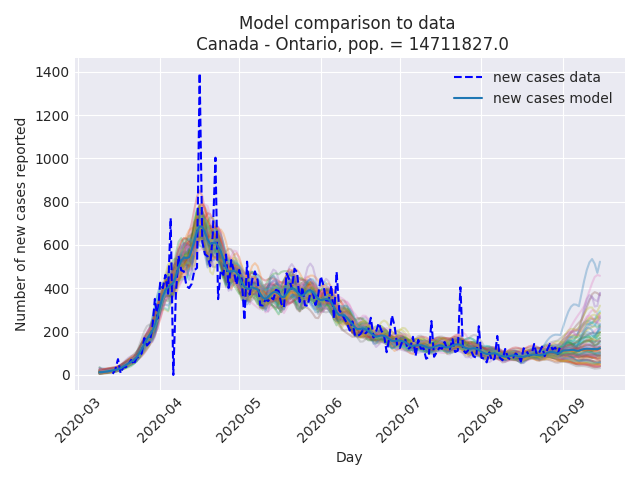 Model comparison to data
Canada - Ontario, pop. = 14711827.0
new cases data
new cases model
Number of new cases reported
1400
1200
1000
800
600
400
200
0
2020-03
2020-04
2020-05
2020-06
2020-07
2020-08
2020-09
Day